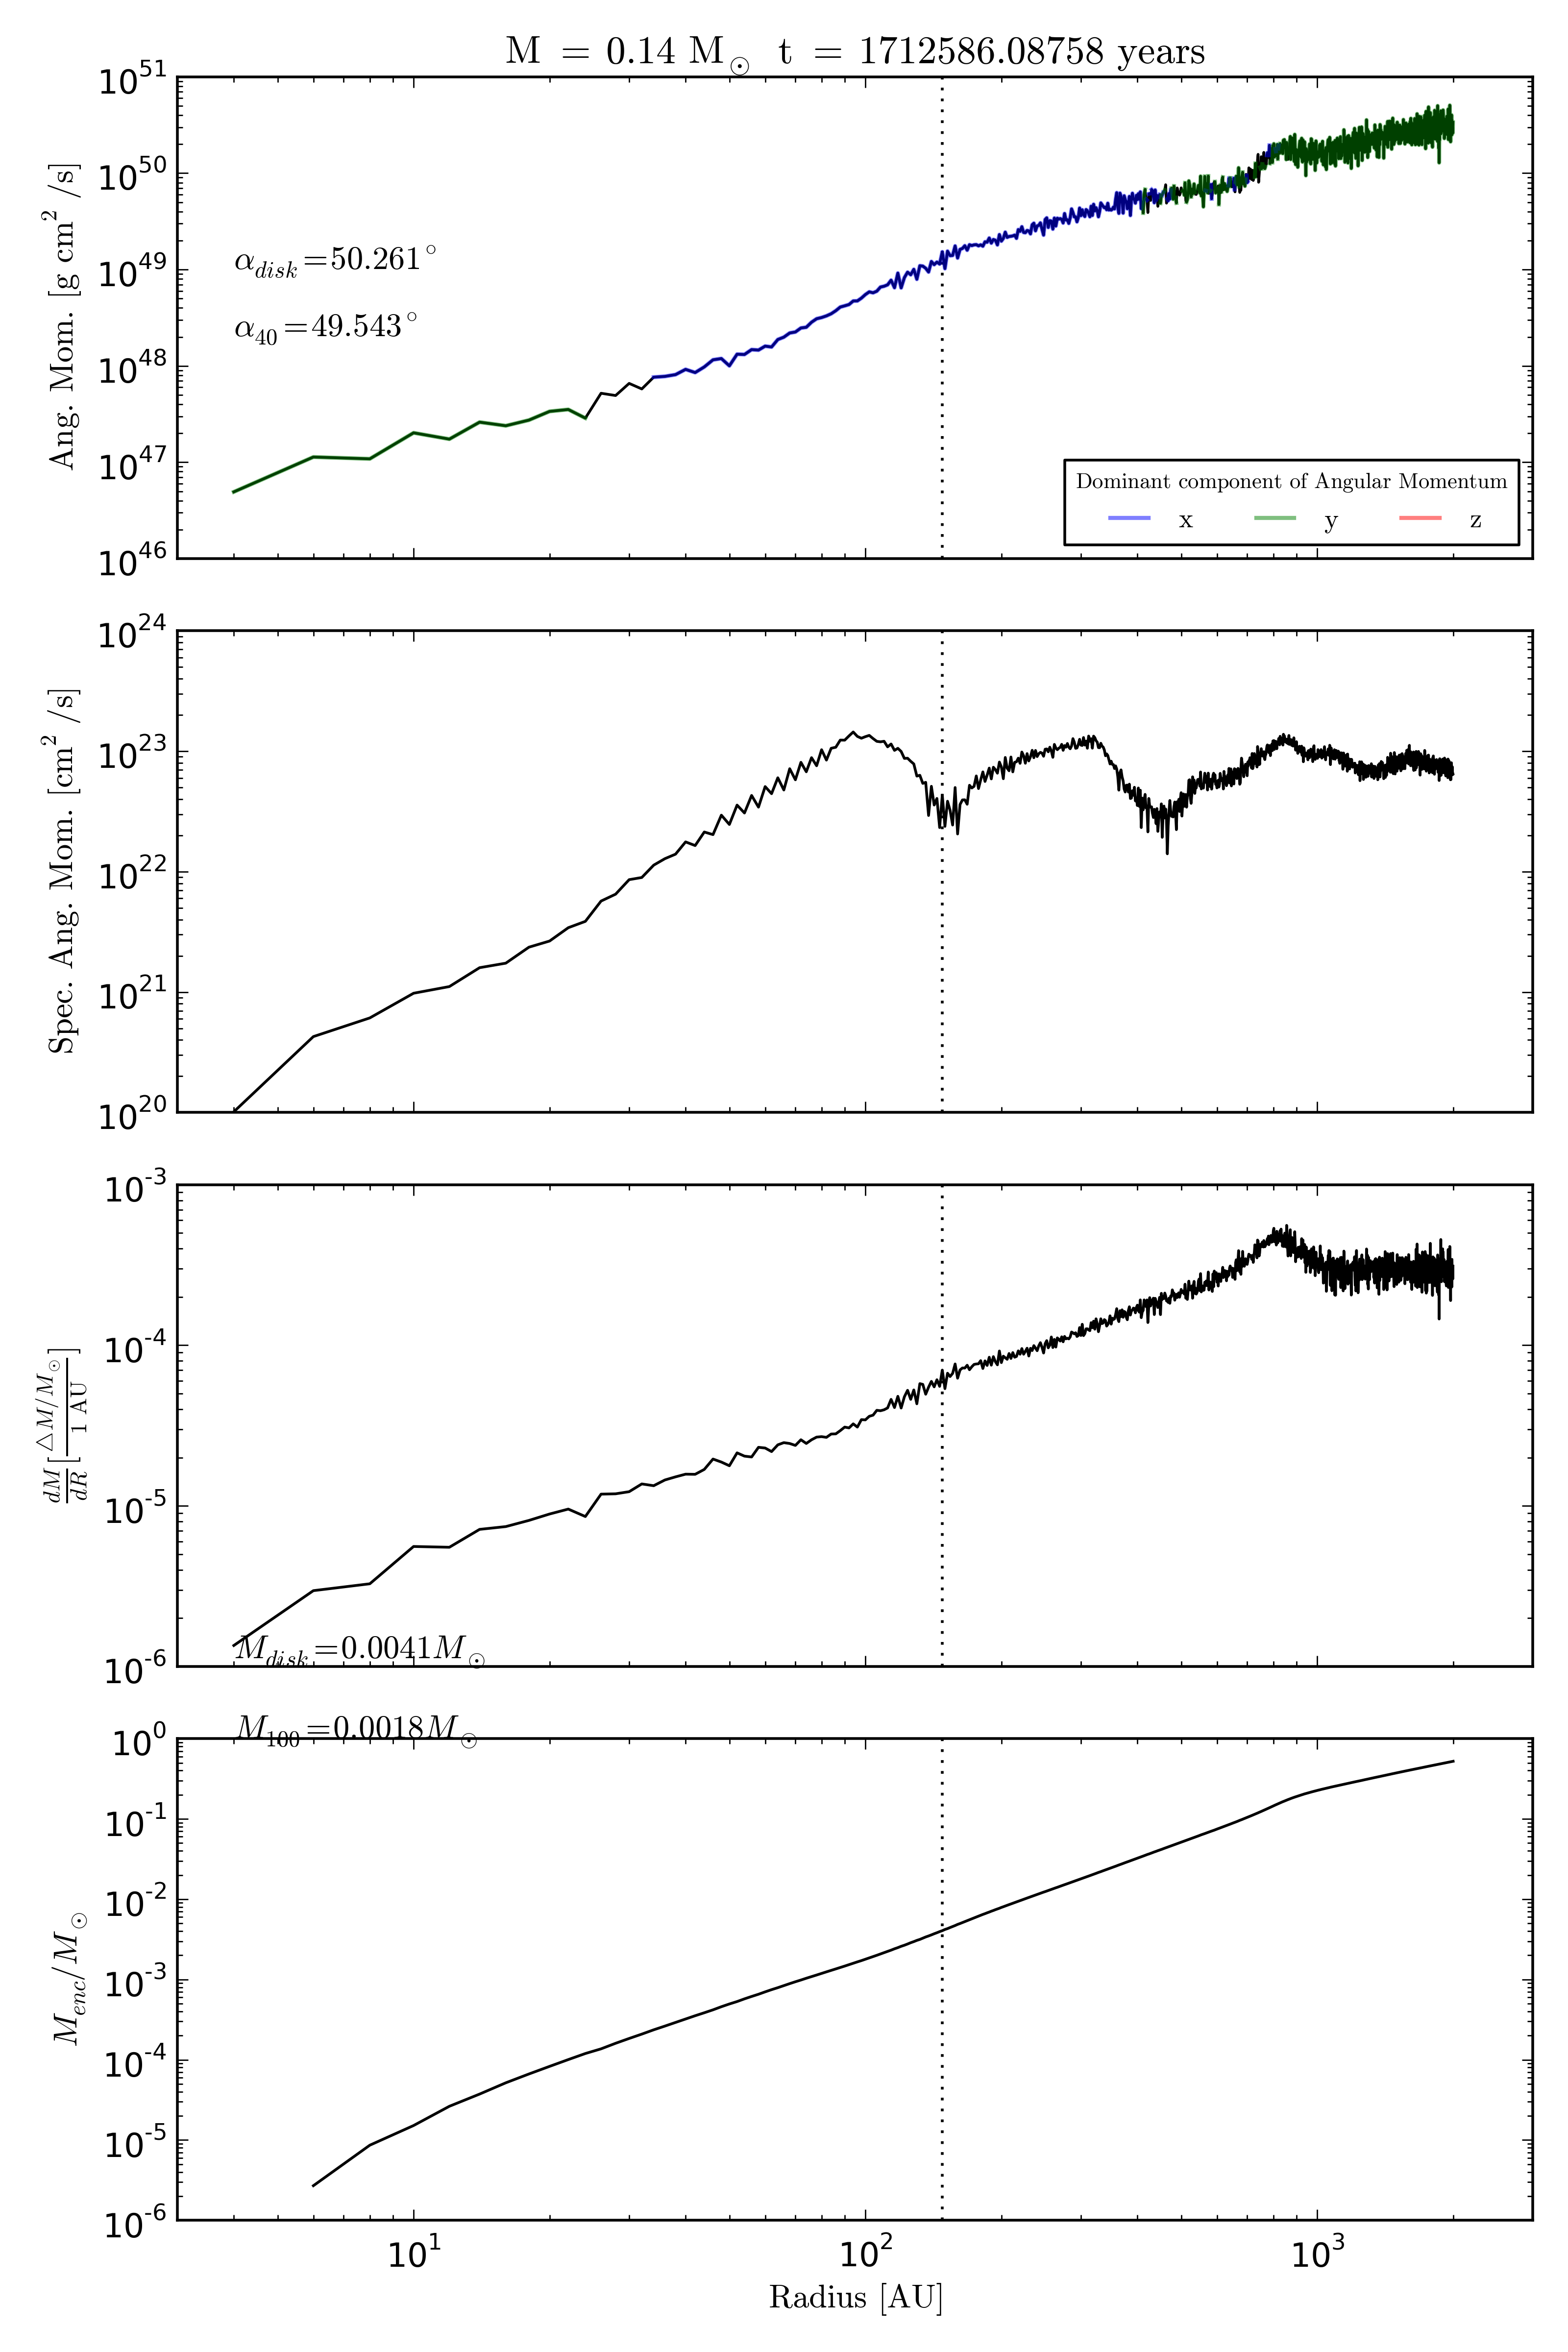 M = 0.14 M⊙ t = 1712586.08758 years
10^51
10^50
10^49
10^48
10^47
10^46
Ang. Mom. [g cm^2 /s]
α_disk = 50.261°
α_40 = 49.543°
Dominant component of Angular Momentum
x y z
10^24
10^23
10^22
10^21
10^20
Spec. Ang. Mom. [cm^2 /s]
10^-3
10^-4
10^-5
10^-6
dM/dR [△M/M⊙ / 1 AU]
M_disk = 0.0041M⊙
M_100 = 0.0018M⊙
10^0
10^-1
10^-2
10^-3
10^-4
10^-5
10^-6
M_enc/M⊙
10^1 10^2 10^3
Radius [AU]